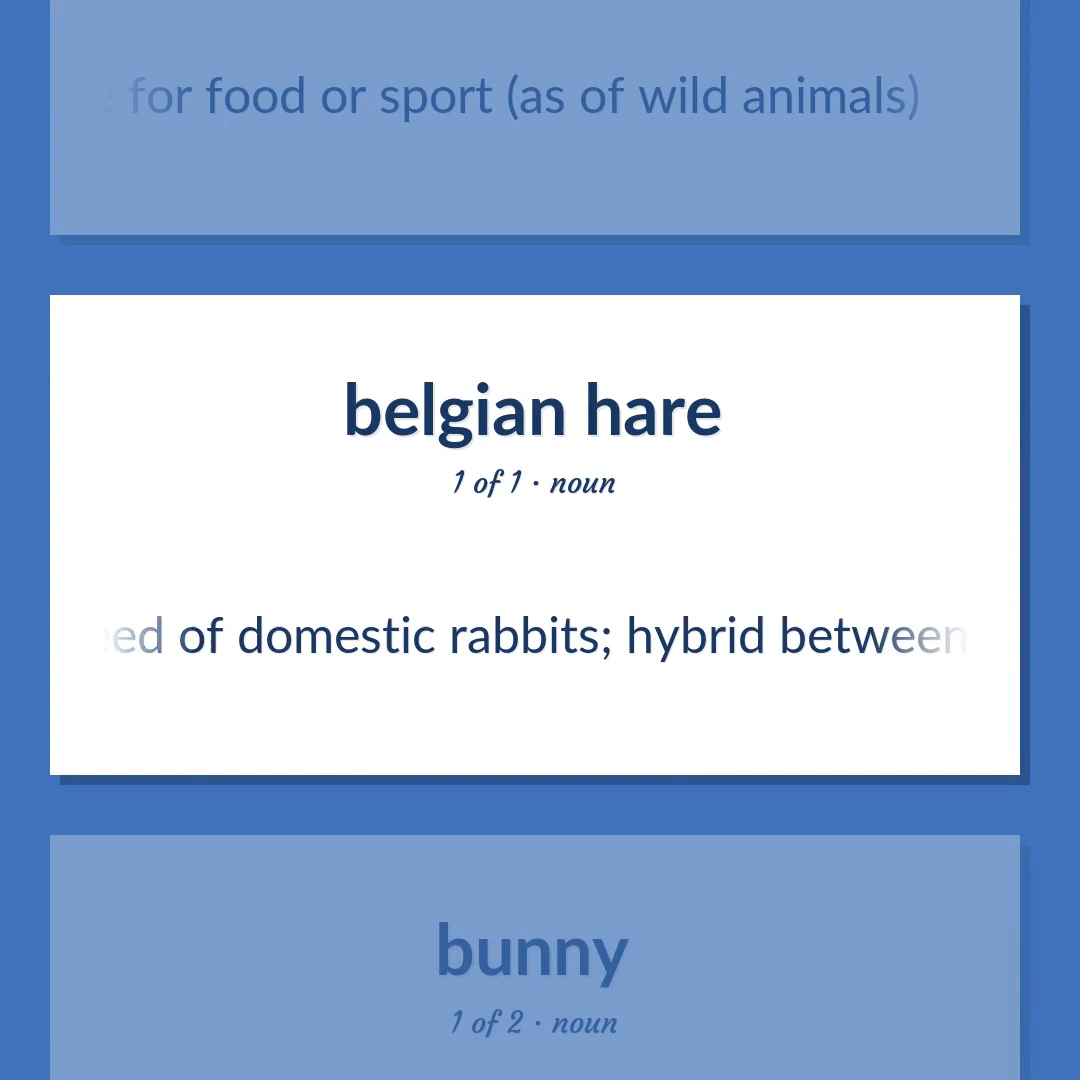 for food or sport (as of wild animals)
belgian hare
1 of 1 · noun
of domestic rabbits; hybrid between
bunny
1 of 2 · noun